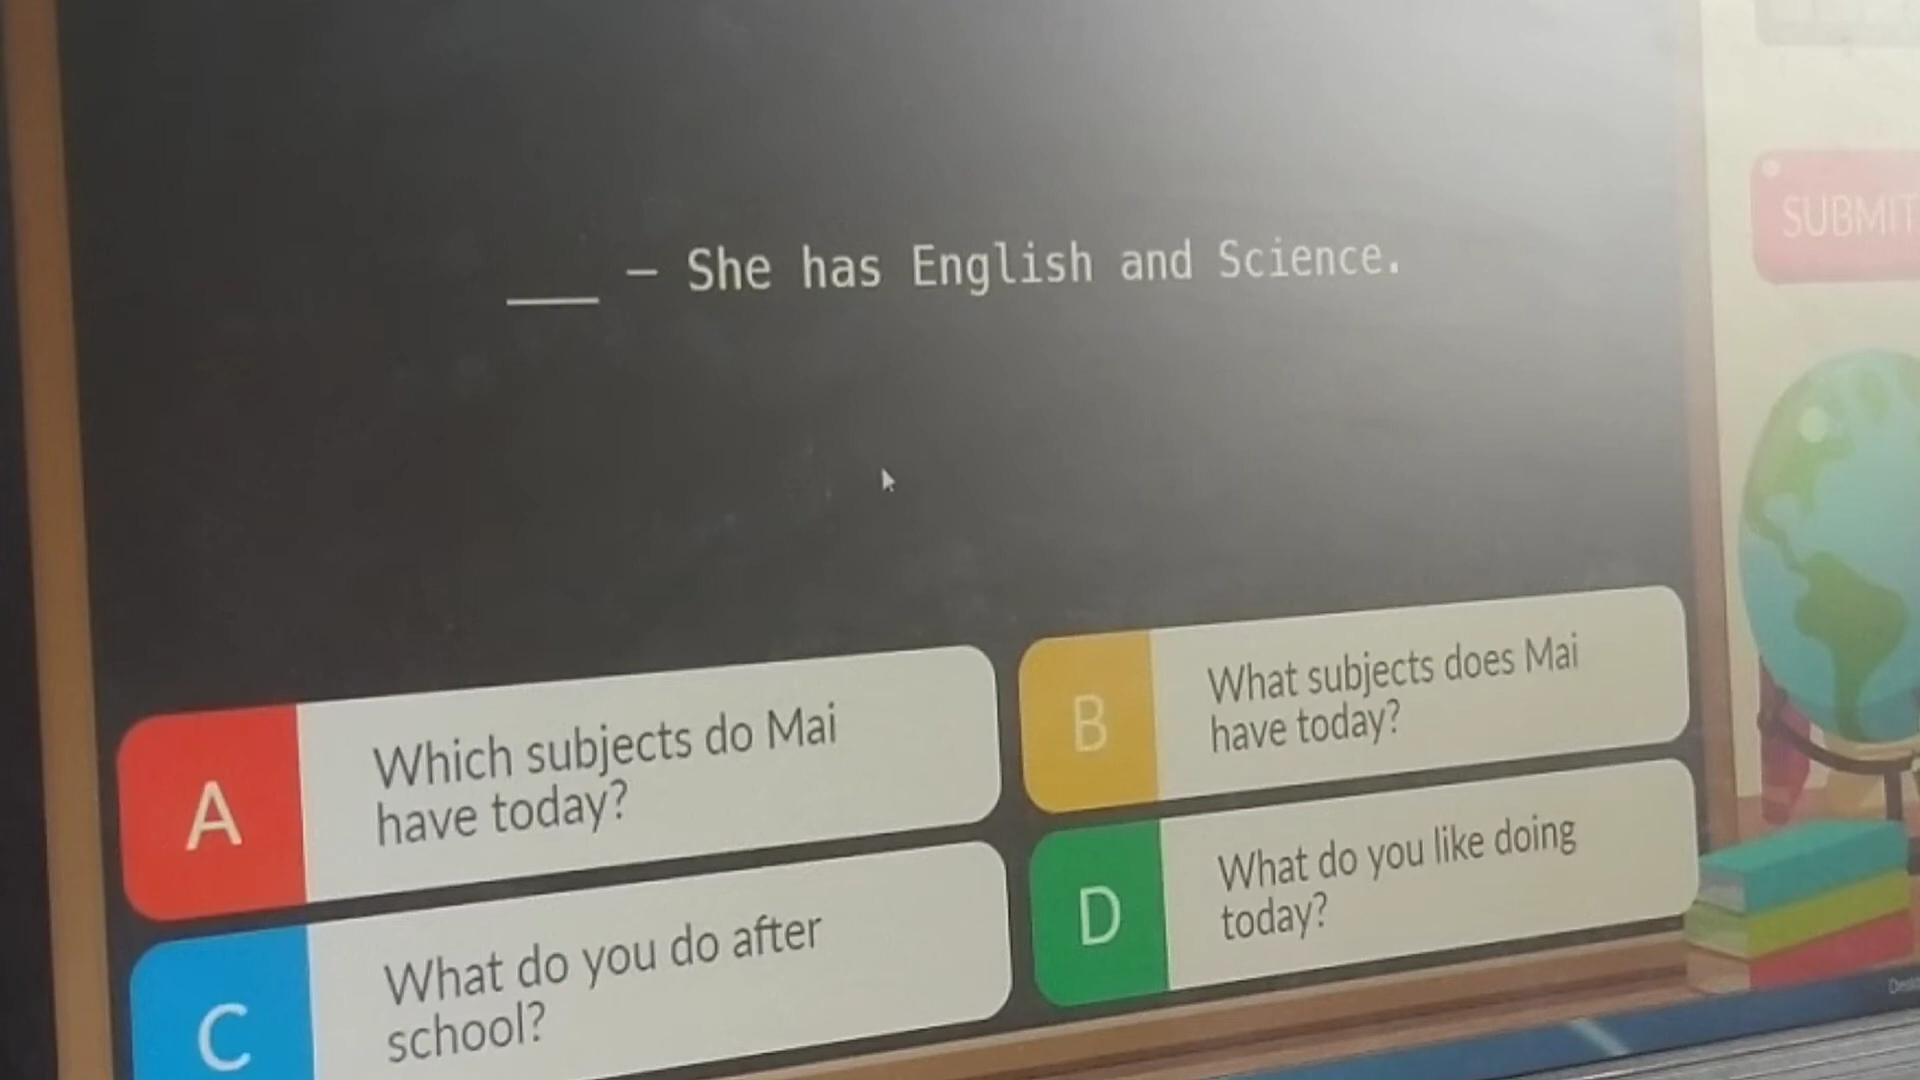 ___ – She has English and Science.
SUBMIT
A
Which subjects do Mai
have today?
B
What subjects does Mai
have today?
C
What do you do after
school?
D
What do you like doing
today?